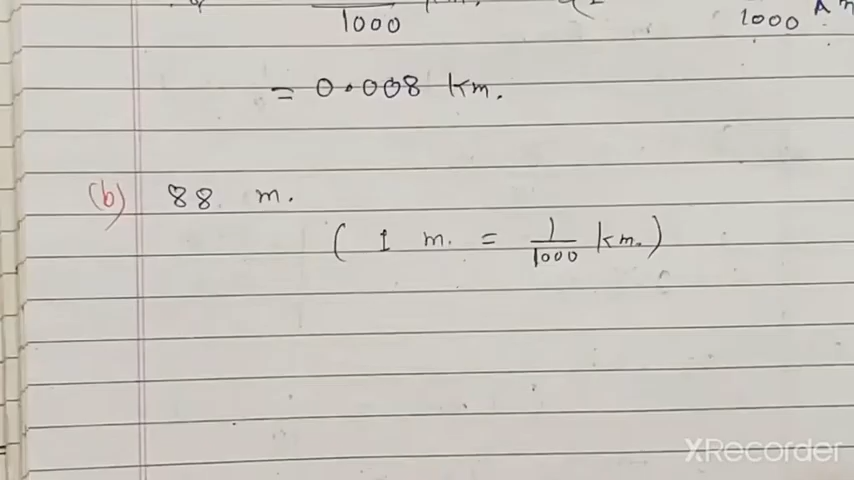 1000 1000
= 0.008 km.
(b) 88 m.
( 1 m. = 1/1000 km. )
XRecorder